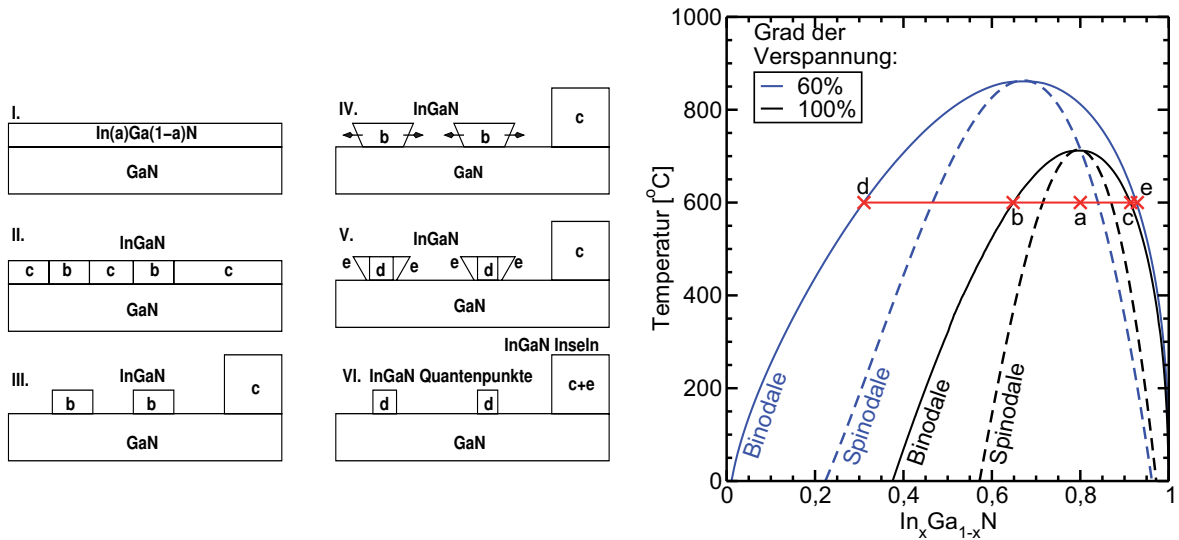 I.
In(a)Ga(1−a)N
GaN
II.
InGaN
c b c b c
GaN
III.
InGaN
b b c
GaN
IV.
InGaN
b b c
GaN
V.
InGaN
e d e e d e c
GaN
InGaN Inseln
VI. InGaN Quantenpunkte
d d c+e
GaN
Grad der
Verspannung:
60%
100%
Temperatur [°C]
1000
800
600
400
200
0
d b a c e
Binodale
Spinodale
Binodale
Spinodale
0 0,2 0,4 0,6 0,8 1
InxGa1-xN